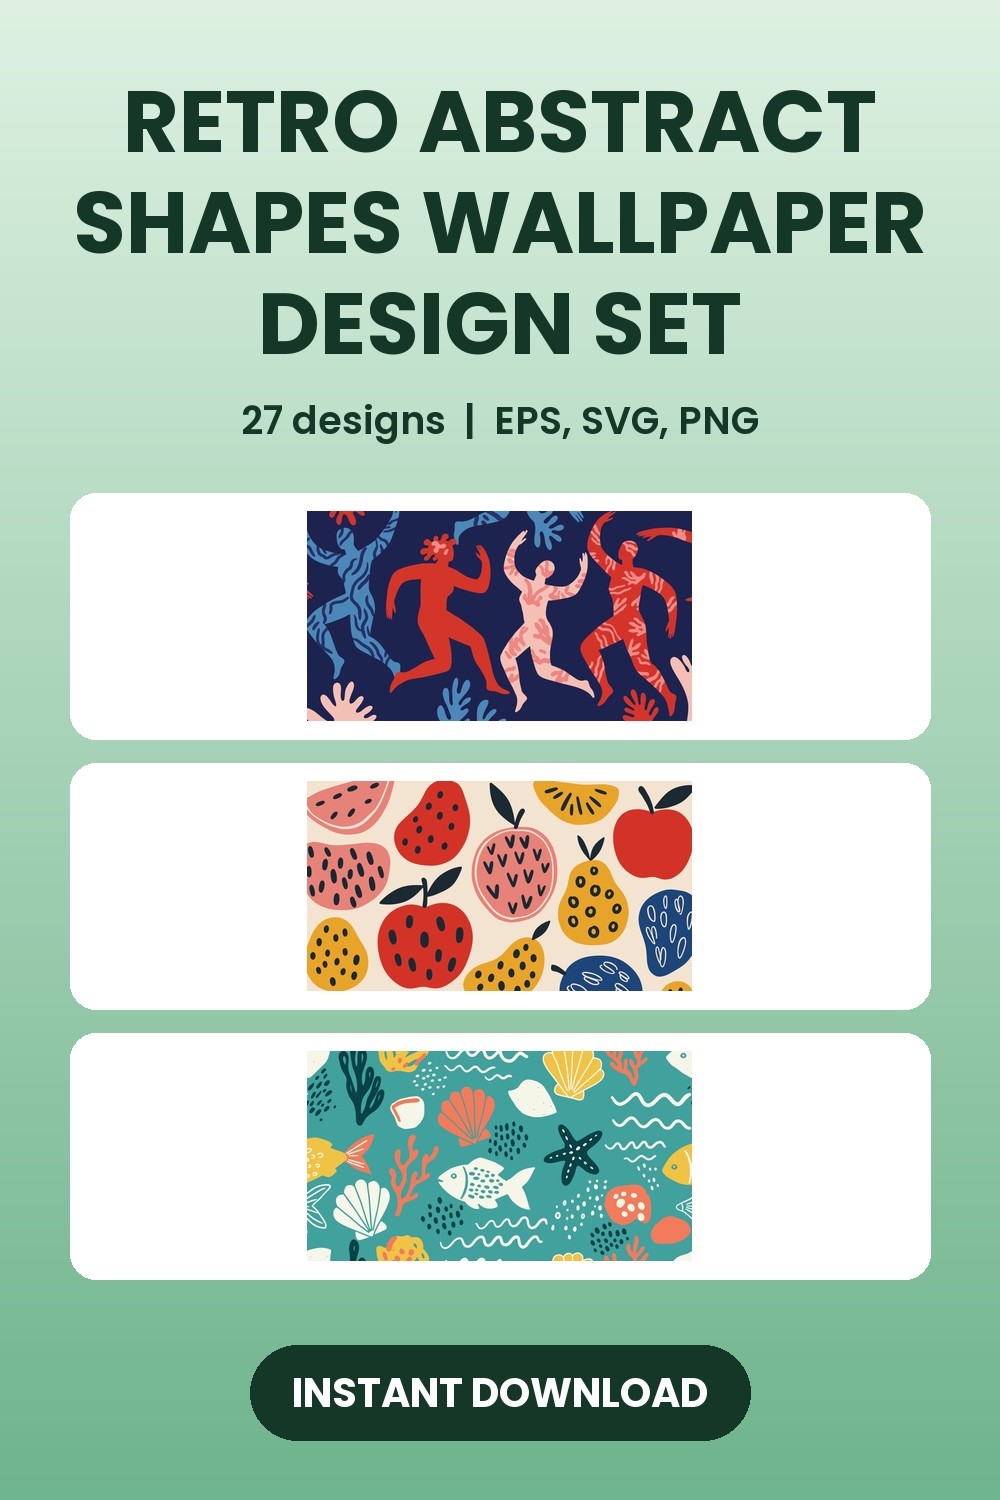 RETRO ABSTRACT
SHAPES WALLPAPER
DESIGN SET
27 designs | EPS, SVG, PNG
INSTANT DOWNLOAD